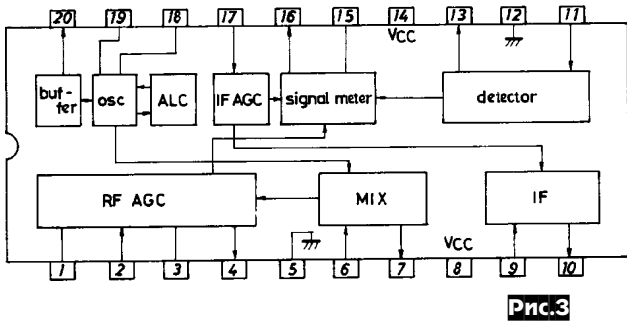 20 19 18 17 16 15 14 13 12 11
VCC
buf-
fer
osc
ALC
IF AGC
signal meter
detector
RF AGC
MIX
IF
VCC
1 2 3 4 5 6 7 8 9 10
Рис.3